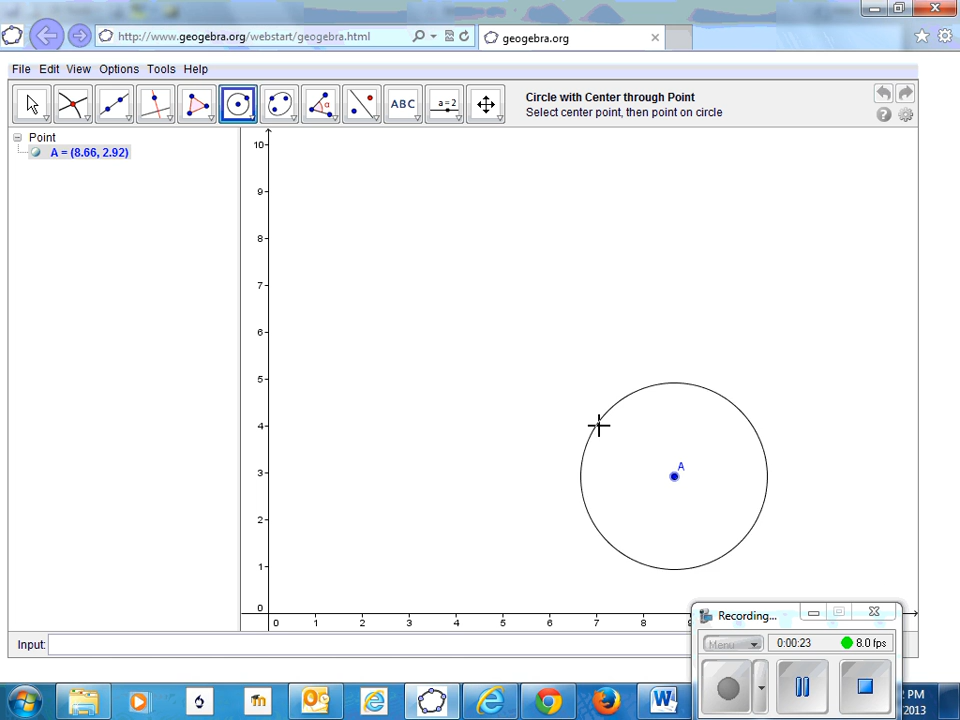 http://www.geogebra.org/webstart/geogebra.html
geogebra.org
File Edit View Options Tools Help
α
ABC
a=2
Circle with Center through Point
Select center point, then point on circle
Point
A = (8.66, 2.92)
10
9
8
7
6
5
4
3
2
1
0
A
0 1 2 3 4 5 6 7 8
Input:
Recording...
Menu
0:00:23
8.0 fps
PM
2013